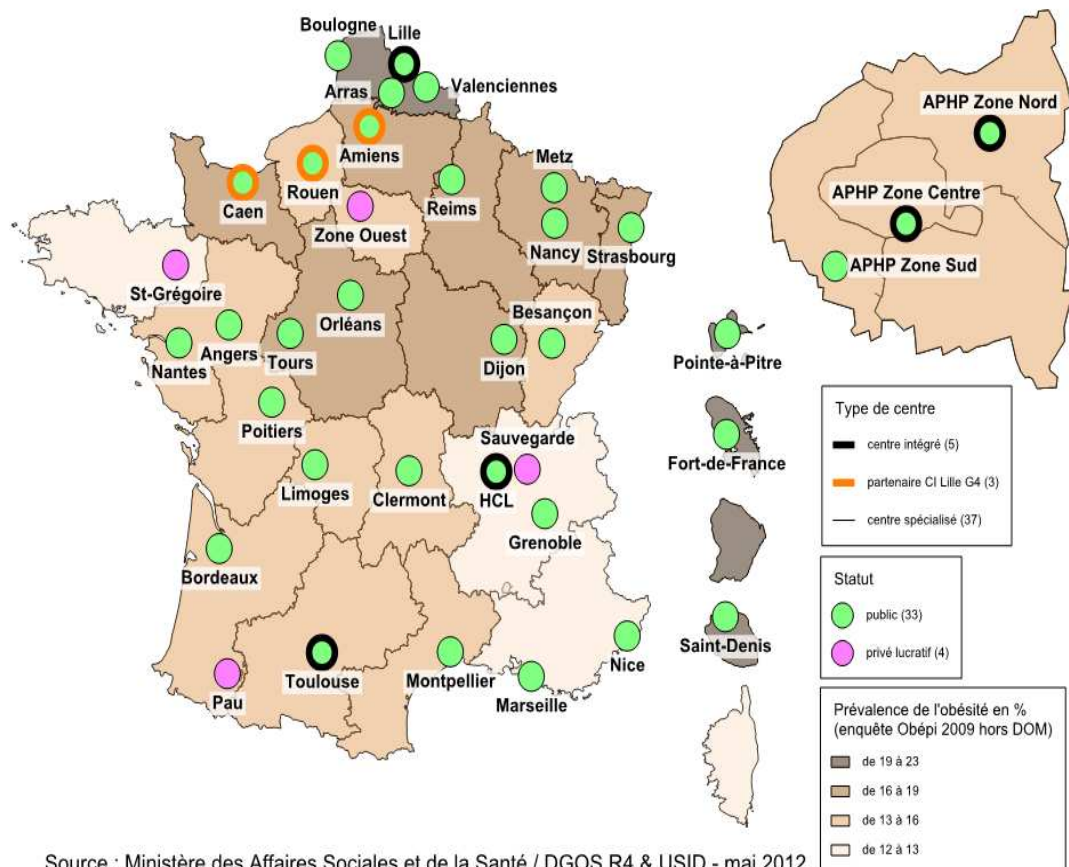 Boulogne
Lille
Arras
Valenciennes
Amiens
Rouen
Caen
Zone Ouest
Reims
Metz
Nancy
Strasbourg
St-Grégoire
Orléans
Besançon
Nantes
Angers
Tours
Dijon
Poitiers
Limoges
Clermont
Sauvegarde
HCL
Grenoble
Bordeaux
Pau
Toulouse
Montpellier
Marseille
Nice
APHP Zone Nord
APHP Zone Centre
APHP Zone Sud
Pointe-à-Pitre
Fort-de-France
Saint-Denis
Type de centre
centre intégré (5)
partenaire CI Lille G4 (3)
centre spécialisé (37)
Statut
public (33)
privé lucratif (4)
Prévalence de l'obésité en %
(enquête Obépi 2009 hors DOM)
de 19 à 23
de 16 à 19
de 13 à 16
de 12 à 13
Source : Ministère des Affaires Sociales et de la Santé / DGOS R4 & USID - mai 2012